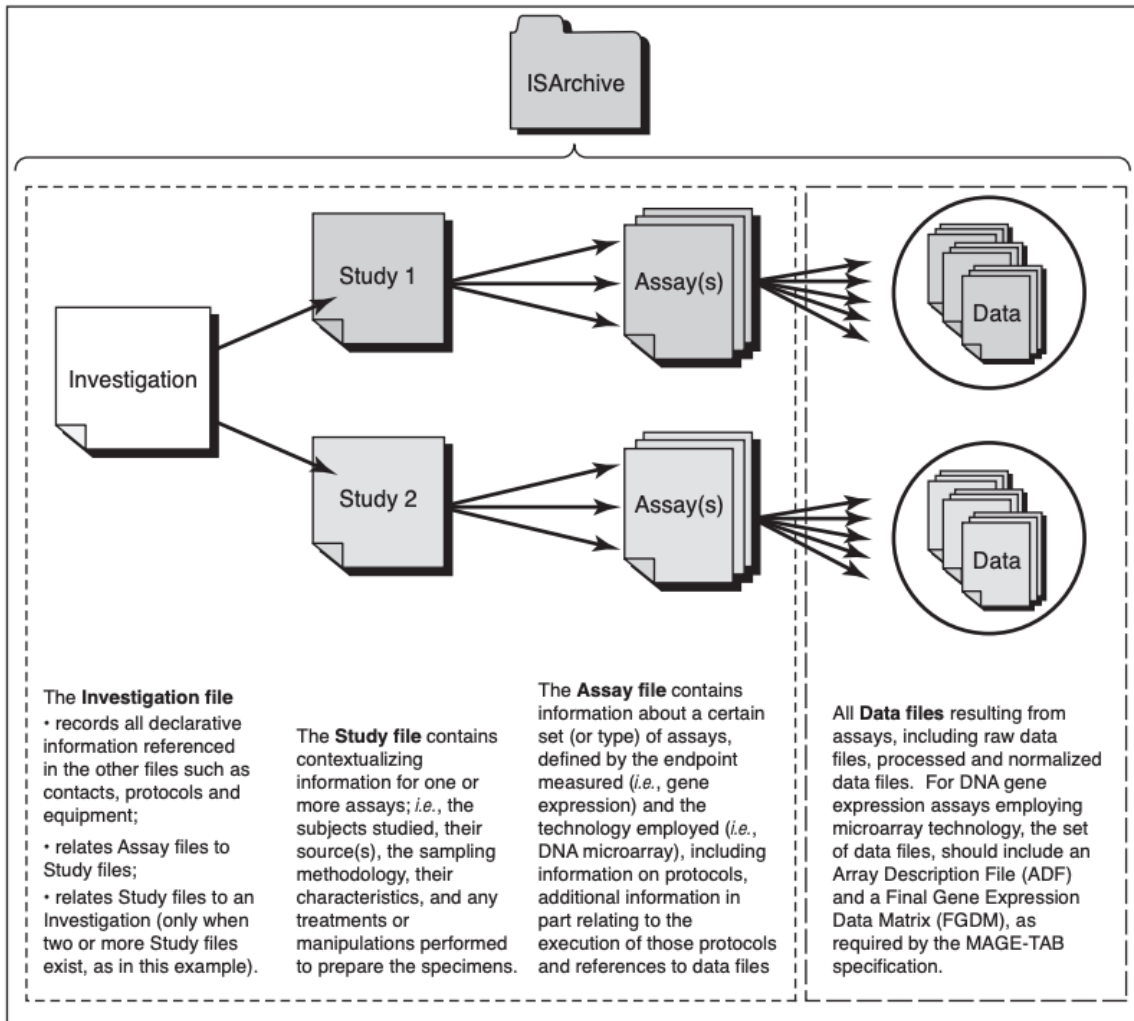 ISArchive
Investigation
Study 1
Assay(s)
Data
Study 2
Assay(s)
Data
The Investigation file
• records all declarative
information referenced
in the other files such as
contacts, protocols and
equipment;
• relates Assay files to
Study files;
• relates Study files to an
Investigation (only when
two or more Study files
exist, as in this example).
The Study file contains
contextualizing
information for one or
more assays; i.e., the
subjects studied, their
source(s), the sampling
methodology, their
characteristics, and any
treatments or
manipulations performed
to prepare the specimens.
The Assay file contains
information about a certain
set (or type) of assays,
defined by the endpoint
measured (i.e., gene
expression) and the
technology employed (i.e.,
DNA microarray), including
information on protocols,
additional information in
part relating to the
execution of those protocols
and references to data files
All Data files resulting from
assays, including raw data
files, processed and normalized
data files. For DNA gene
expression assays employing
microarray technology, the set
of data files, should include an
Array Description File (ADF)
and a Final Gene Expression
Data Matrix (FGDM), as
required by the MAGE-TAB
specification.